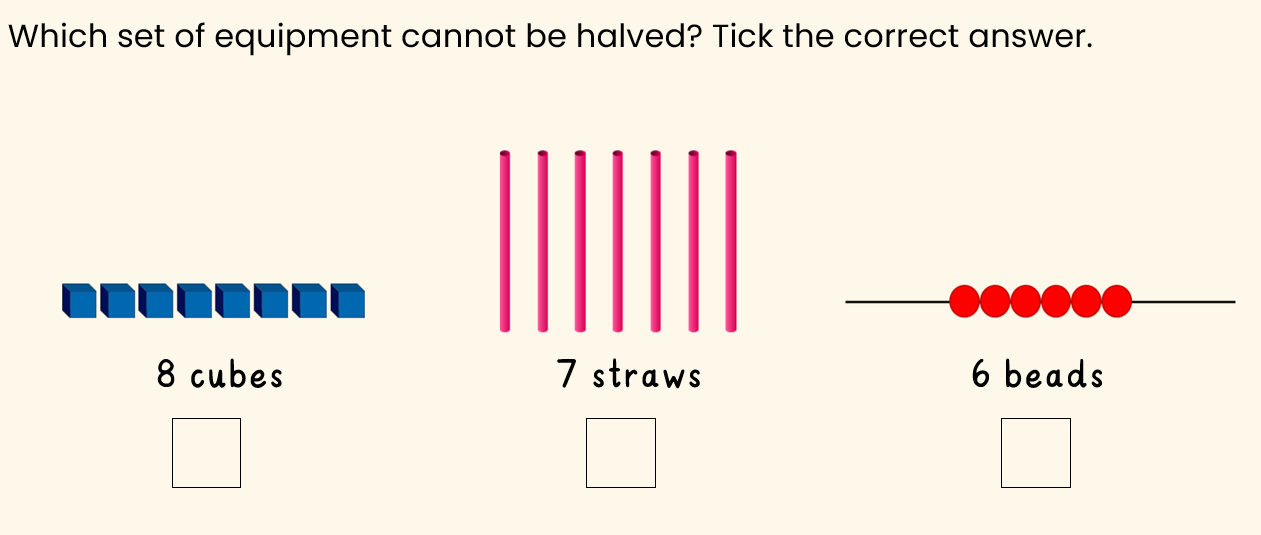 Which set of equipment cannot be halved? Tick the correct answer.
8 cubes
7 straws
6 beads